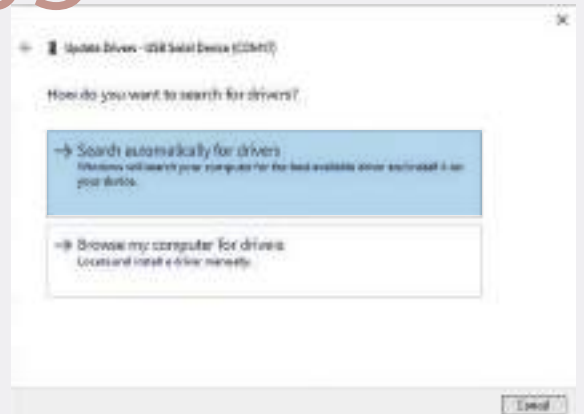 Update Drivers - USB Serial Device (COM17)
How do you want to search for drivers?
→ Search automatically for drivers
Windows will search your computer for the best available driver and install it on
your device.
→ Browse my computer for drivers
Locate and install a driver manually.
Cancel